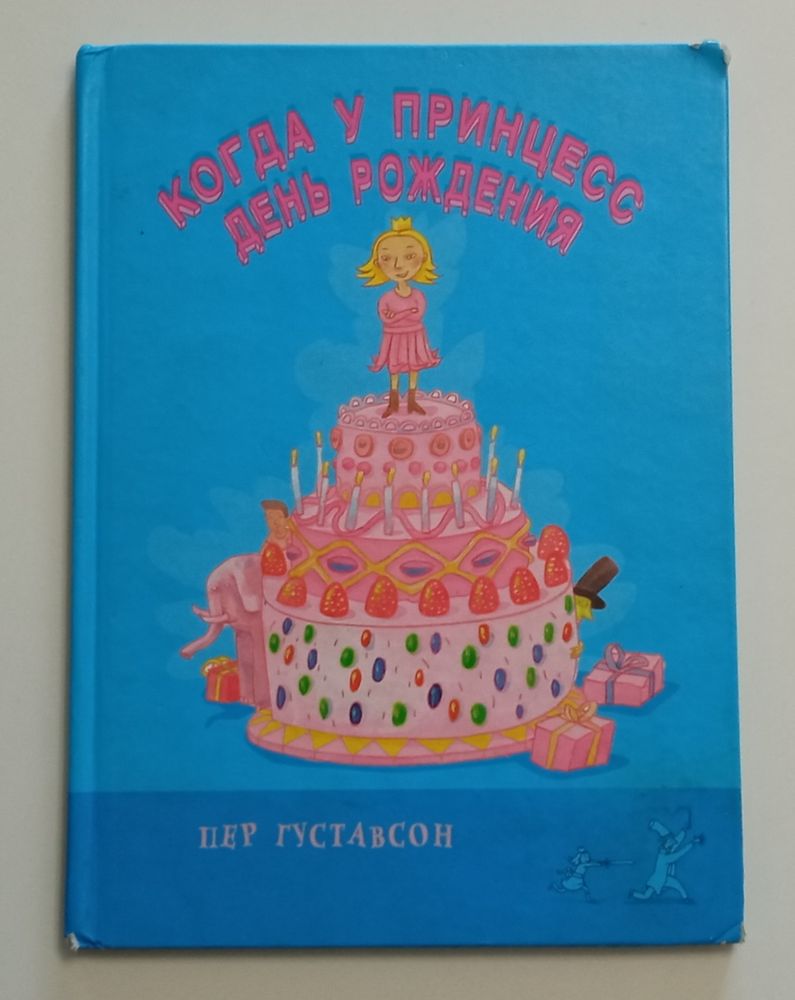 КОГДА У ПРИНЦЕСС
ДЕНЬ РОЖДЕНИЯ
ПЕР ГУСТАВСОН